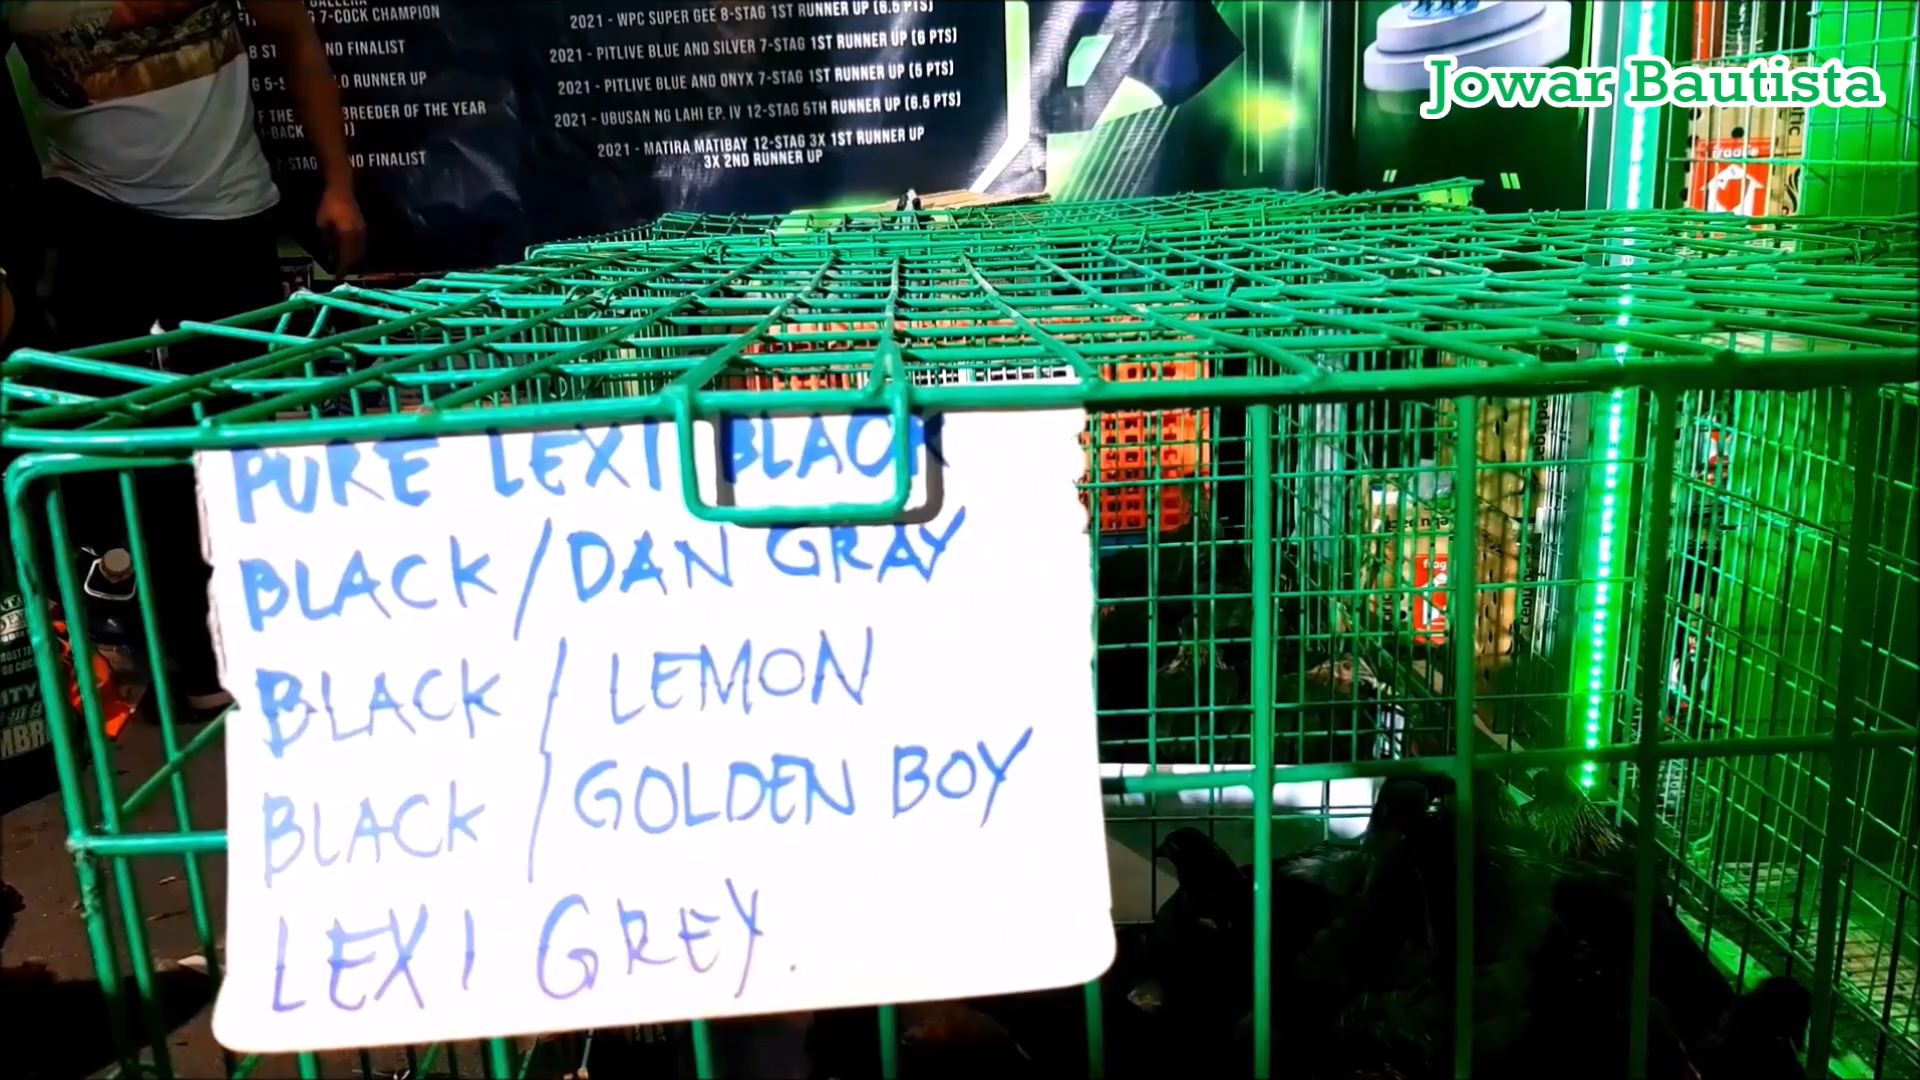 7-COCK CHAMPION
ND FINALIST
RUNNER UP
BREEDER OF THE YEAR
ND FINALIST
2021 - WPC SUPER GEE 8-STAG 1ST RUNNER UP (6.5 PTS)
2021 - PITLIVE BLUE AND SILVER 7-STAG 1ST RUNNER UP (6 PTS)
2021 - PITLIVE BLUE AND ONYX 7-STAG 1ST RUNNER UP (5 PTS)
2021 - UBUSAN NG LAHI EP. IV 12-STAG 5TH RUNNER UP (6.5 PTS)
2021 - MATIRA MATIBAY 12-STAG 3X 1ST RUNNER UP
3X 2ND RUNNER UP
Jowar Bautista
fragile
PURE LEXI BLACK
BLACK/DAN GRAY
BLACK/LEMON
BLACK/GOLDEN BOY
LEXI GREY.